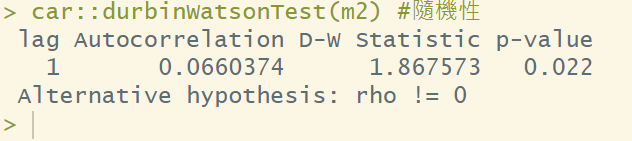 > car::durbinWatsonTest(m2) #隨機性
lag Autocorrelation D-W Statistic p-value
1 0.0660374 1.867573 0.022
Alternative hypothesis: rho != 0
>